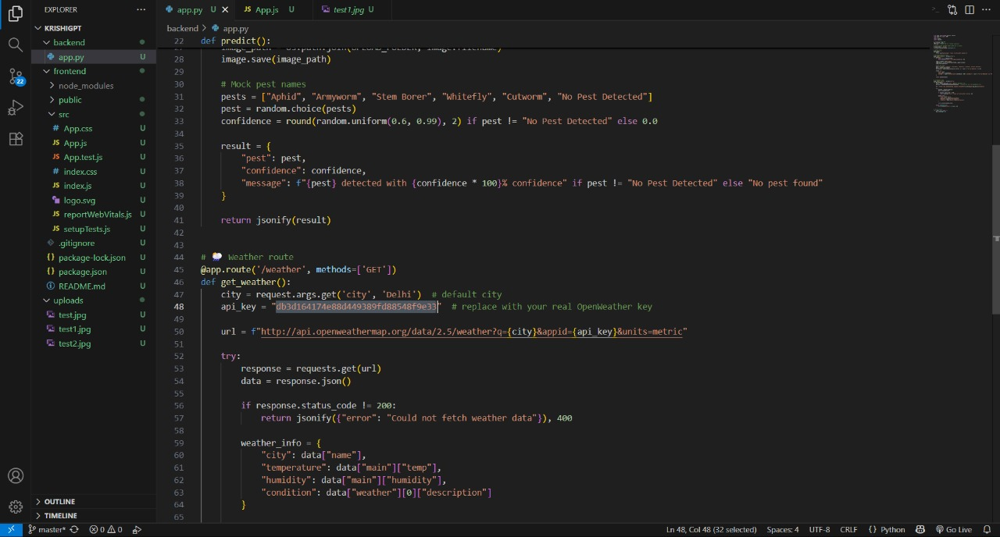 EXPLORER
KRISHIGPT
backend
app.py U
frontend
node_modules
public
src
App.css U
App.js U
App.test.js U
index.css U
index.js U
logo.svg U
reportWebVitals.js U
setupTests.js U
.gitignore U
package-lock.json U
package.json U
README.md U
uploads
test.jpg U
test1.jpg U
test2.jpg U
OUTLINE
TIMELINE
22
app.py U
App.js U
test1.jpg U
backend > app.py
22 def predict():
28 image.save(image_path)
29
30 # Mock pest names
31 pests = ["Aphid", "Armyworm", "Stem Borer", "Whitefly", "Cutworm", "No Pest Detected"]
32 pest = random.choice(pests)
33 confidence = round(random.uniform(0.6, 0.99), 2) if pest != "No Pest Detected" else 0.0
34
35 result = {
36 "pest": pest,
37 "confidence": confidence,
38 "message": f"{pest} detected with {confidence * 100}% confidence" if pest != "No Pest Detected" else "No pest found"
39 }
40
41 return jsonify(result)
42
43
44 # 🌦 Weather route
45 @app.route('/weather', methods=['GET'])
46 def get_weather():
47 city = request.args.get('city', 'Delhi') # default city
48 api_key = "db3d164174e88d449389fd88548f9e33" # replace with your real OpenWeather key
49
50 url = f"http://api.openweathermap.org/data/2.5/weather?q={city}&appid={api_key}&units=metric"
51
52 try:
53 response = requests.get(url)
54 data = response.json()
55
56 if response.status_code != 200:
57 return jsonify({"error": "Could not fetch weather data"}), 400
58
59 weather_info = {
60 "city": data["name"],
61 "temperature": data["main"]["temp"],
62 "humidity": data["main"]["humidity"],
63 "condition": data["weather"][0]["description"]
64 }
65
master* 0 0 Ln 48, Col 48 (32 selected) Spaces: 4 UTF-8 CRLF {} Python Go Live